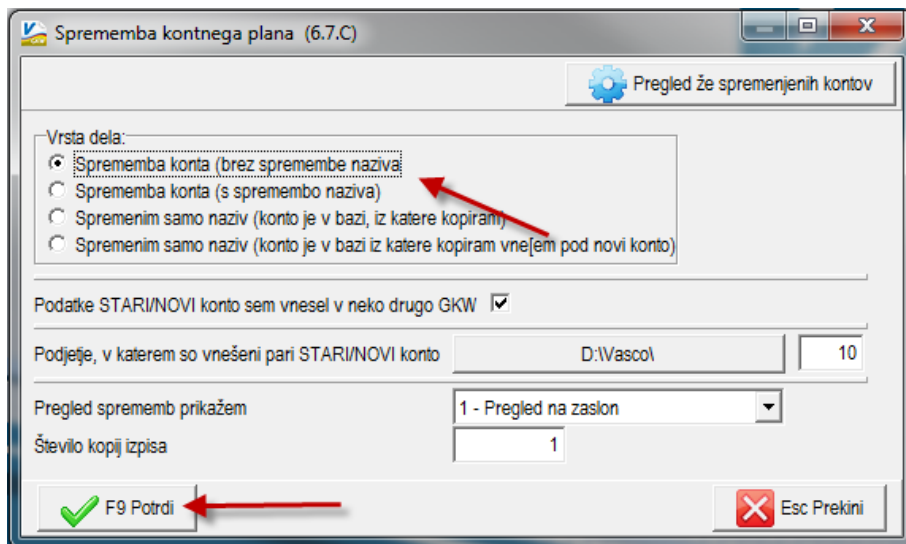 Sprememba kontnega plana (6.7.C)
Pregled že spremenjenih kontov
Vrsta dela:
Sprememba konta (brez spremembe naziva
Sprememba konta (s spremembo naziva)
Spremenim samo naziv (konto je v bazi, iz katere kopiram)
Spremenim samo naziv (konto je v bazi iz katere kopiram vne[em pod novi konto)
Podatke STARI/NOVI konto sem vnesel v neko drugo GKW
Podjetje, v katerem so vnešeni pari STARI/NOVI konto D:\Vasco\ 10
Pregled sprememb prikažem 1 - Pregled na zaslon
Število kopij izpisa 1
F9 Potrdi Esc Prekini